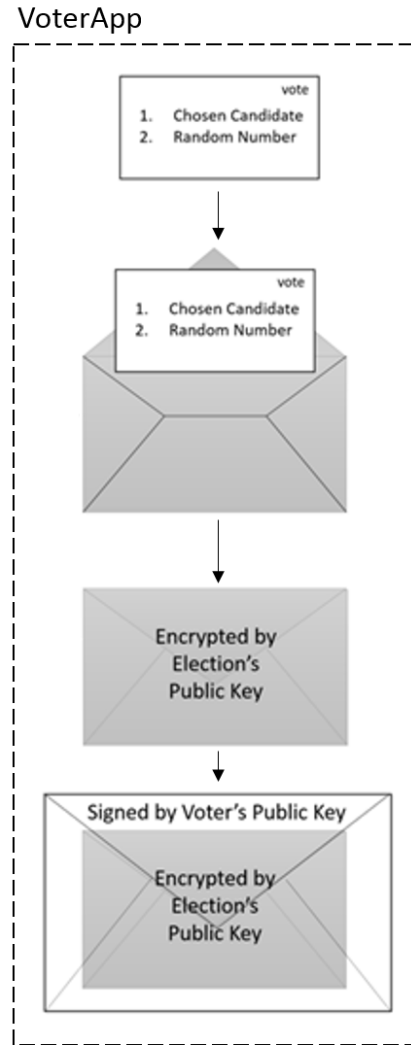 VoterApp
vote
1. Chosen Candidate
2. Random Number
vote
1. Chosen Candidate
2. Random Number
Encrypted by
Election's
Public Key
Signed by Voter's Public Key
Encrypted by
Election's
Public Key